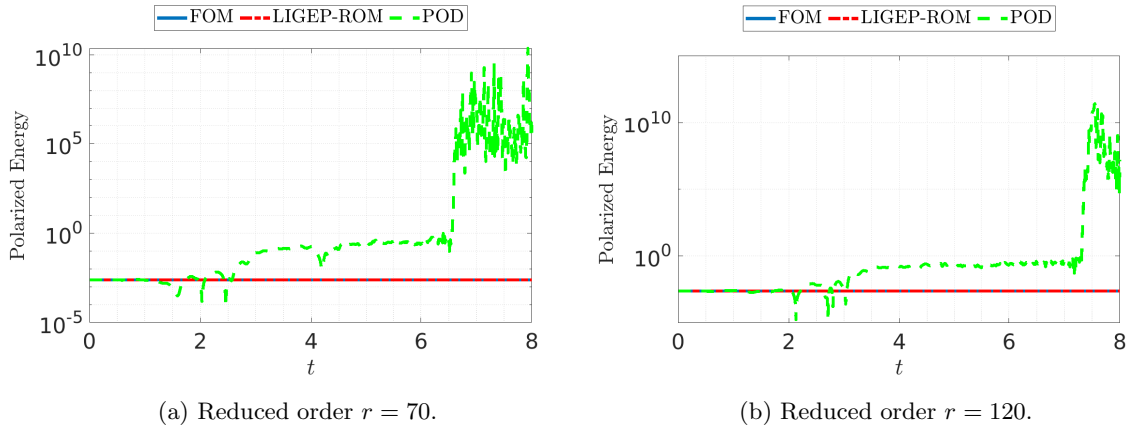 FOM LIGEP-ROM POD
10^10
10^5
10^0
10^-5
Polarized Energy
0 2 4 6 8
t
(a) Reduced order r = 70.
FOM LIGEP-ROM POD
10^10
10^0
Polarized Energy
0 2 4 6 8
t
(b) Reduced order r = 120.